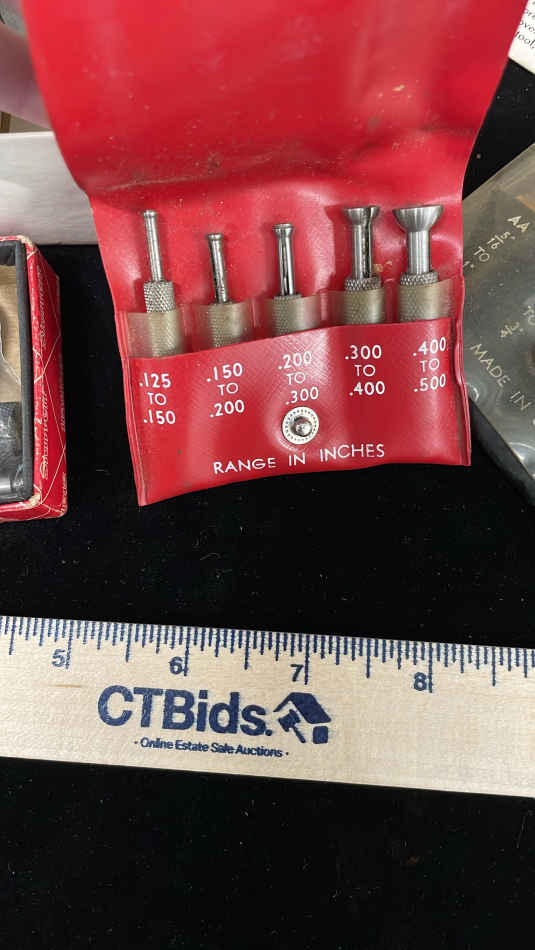 .125
TO
.150
.150
TO
.200
.200
TO
.300
.300
TO
.400
.400
TO
.500
RANGE IN INCHES
AA
TO
MADE IN
5
6
7
8
CTBids.
· Online Estate Sale Auctions ·